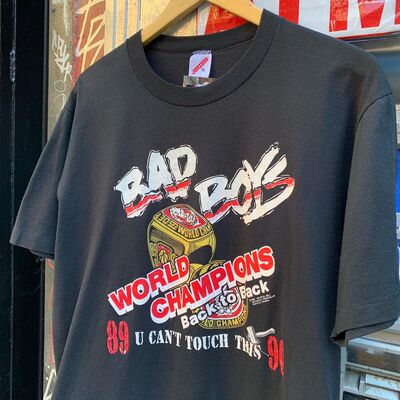 BAD BOYS
WORLD
CHAMPIONS
Back to Back
89 U CAN'T TOUCH THIS 90